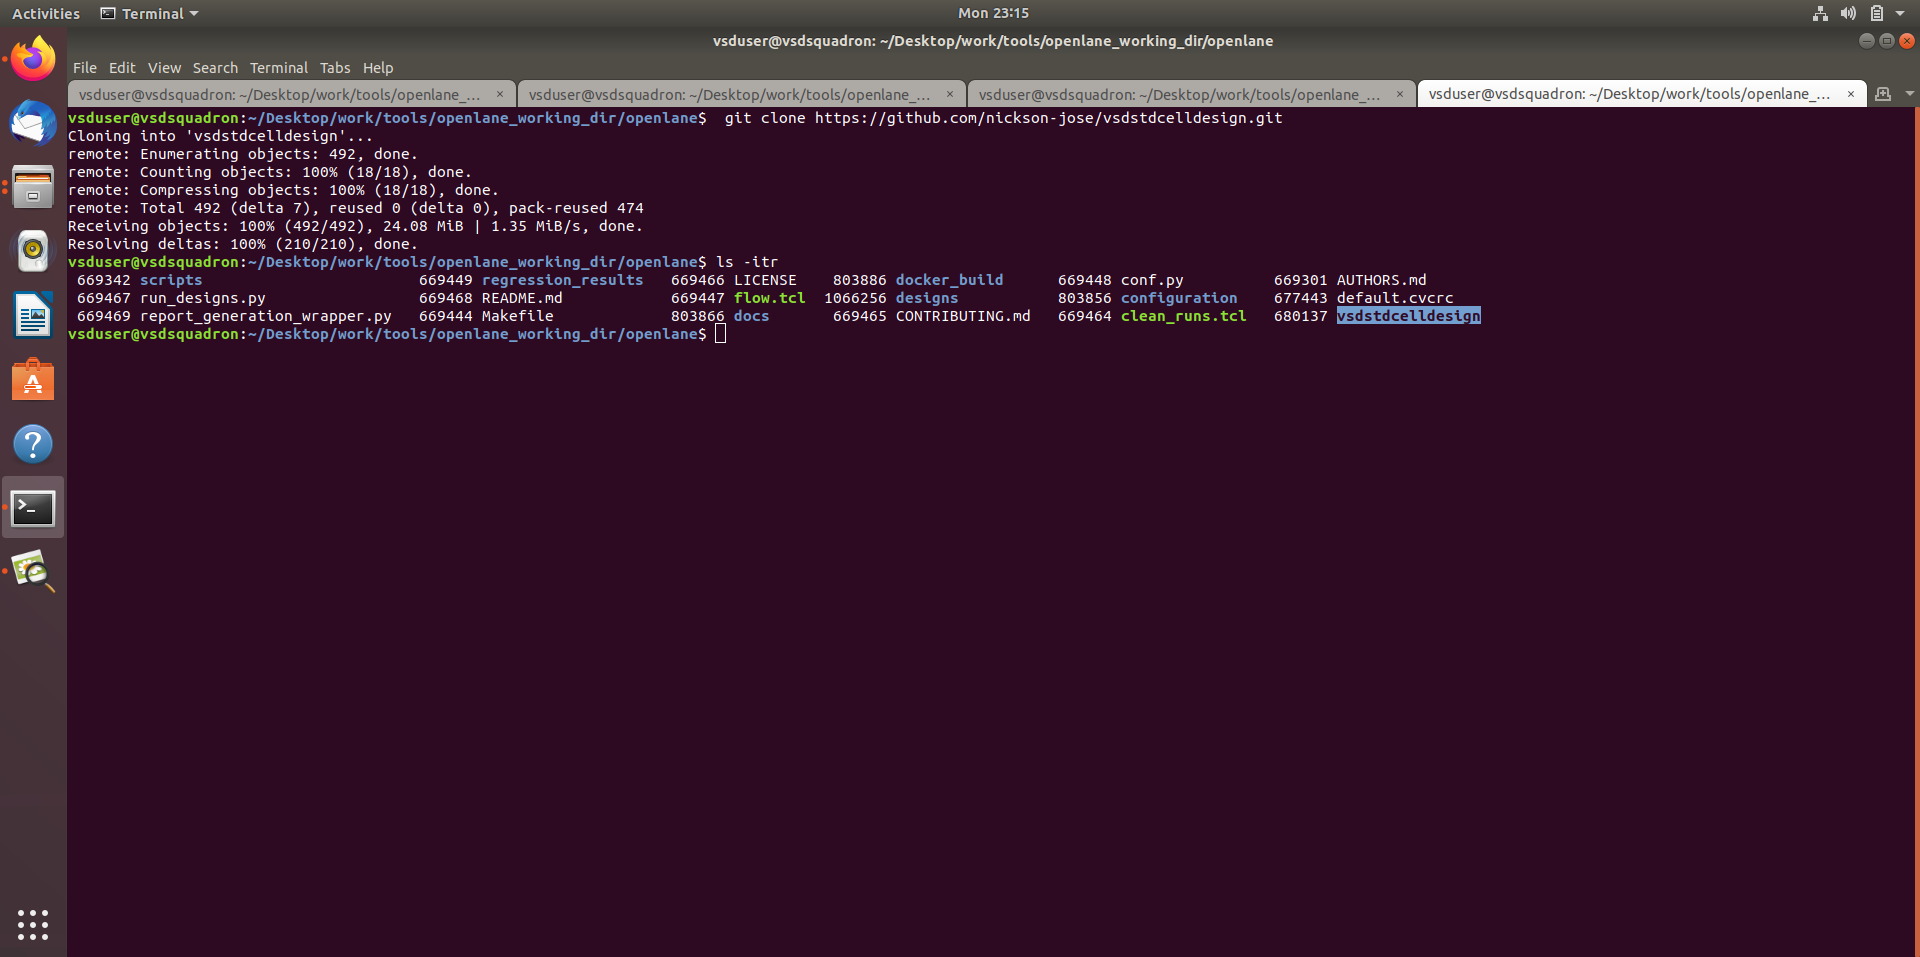 Activities Terminal Mon 23:15
vsduser@vsdsquadron: ~/Desktop/work/tools/openlane_working_dir/openlane
File Edit View Search Terminal Tabs Help
vsduser@vsdsquadron: ~/Desktop/work/tools/openlane_... × vsduser@vsdsquadron: ~/Desktop/work/tools/openlane_... × vsduser@vsdsquadron: ~/Desktop/work/tools/openlane_... × vsduser@vsdsquadron: ~/Desktop/work/tools/openlane_... ×
vsduser@vsdsquadron:~/Desktop/work/tools/openlane_working_dir/openlane$  git clone https://github.com/nickson-jose/vsdstdcelldesign.git
Cloning into 'vsdstdcelldesign'...
remote: Enumerating objects: 492, done.
remote: Counting objects: 100% (18/18), done.
remote: Compressing objects: 100% (18/18), done.
remote: Total 492 (delta 7), reused 0 (delta 0), pack-reused 474
Receiving objects: 100% (492/492), 24.08 MiB | 1.35 MiB/s, done.
Resolving deltas: 100% (210/210), done.
vsduser@vsdsquadron:~/Desktop/work/tools/openlane_working_dir/openlane$ ls -itr
669342 scripts 669449 regression_results 669466 LICENSE 803886 docker_build 669448 conf.py 669301 AUTHORS.md
669467 run_designs.py 669468 README.md 669447 flow.tcl 1066256 designs 803856 configuration 677443 default.cvcrc
669469 report_generation_wrapper.py 669444 Makefile 803866 docs 669465 CONTRIBUTING.md 669464 clean_runs.tcl 680137 vsdstdcelldesign
vsduser@vsdsquadron:~/Desktop/work/tools/openlane_working_dir/openlane$